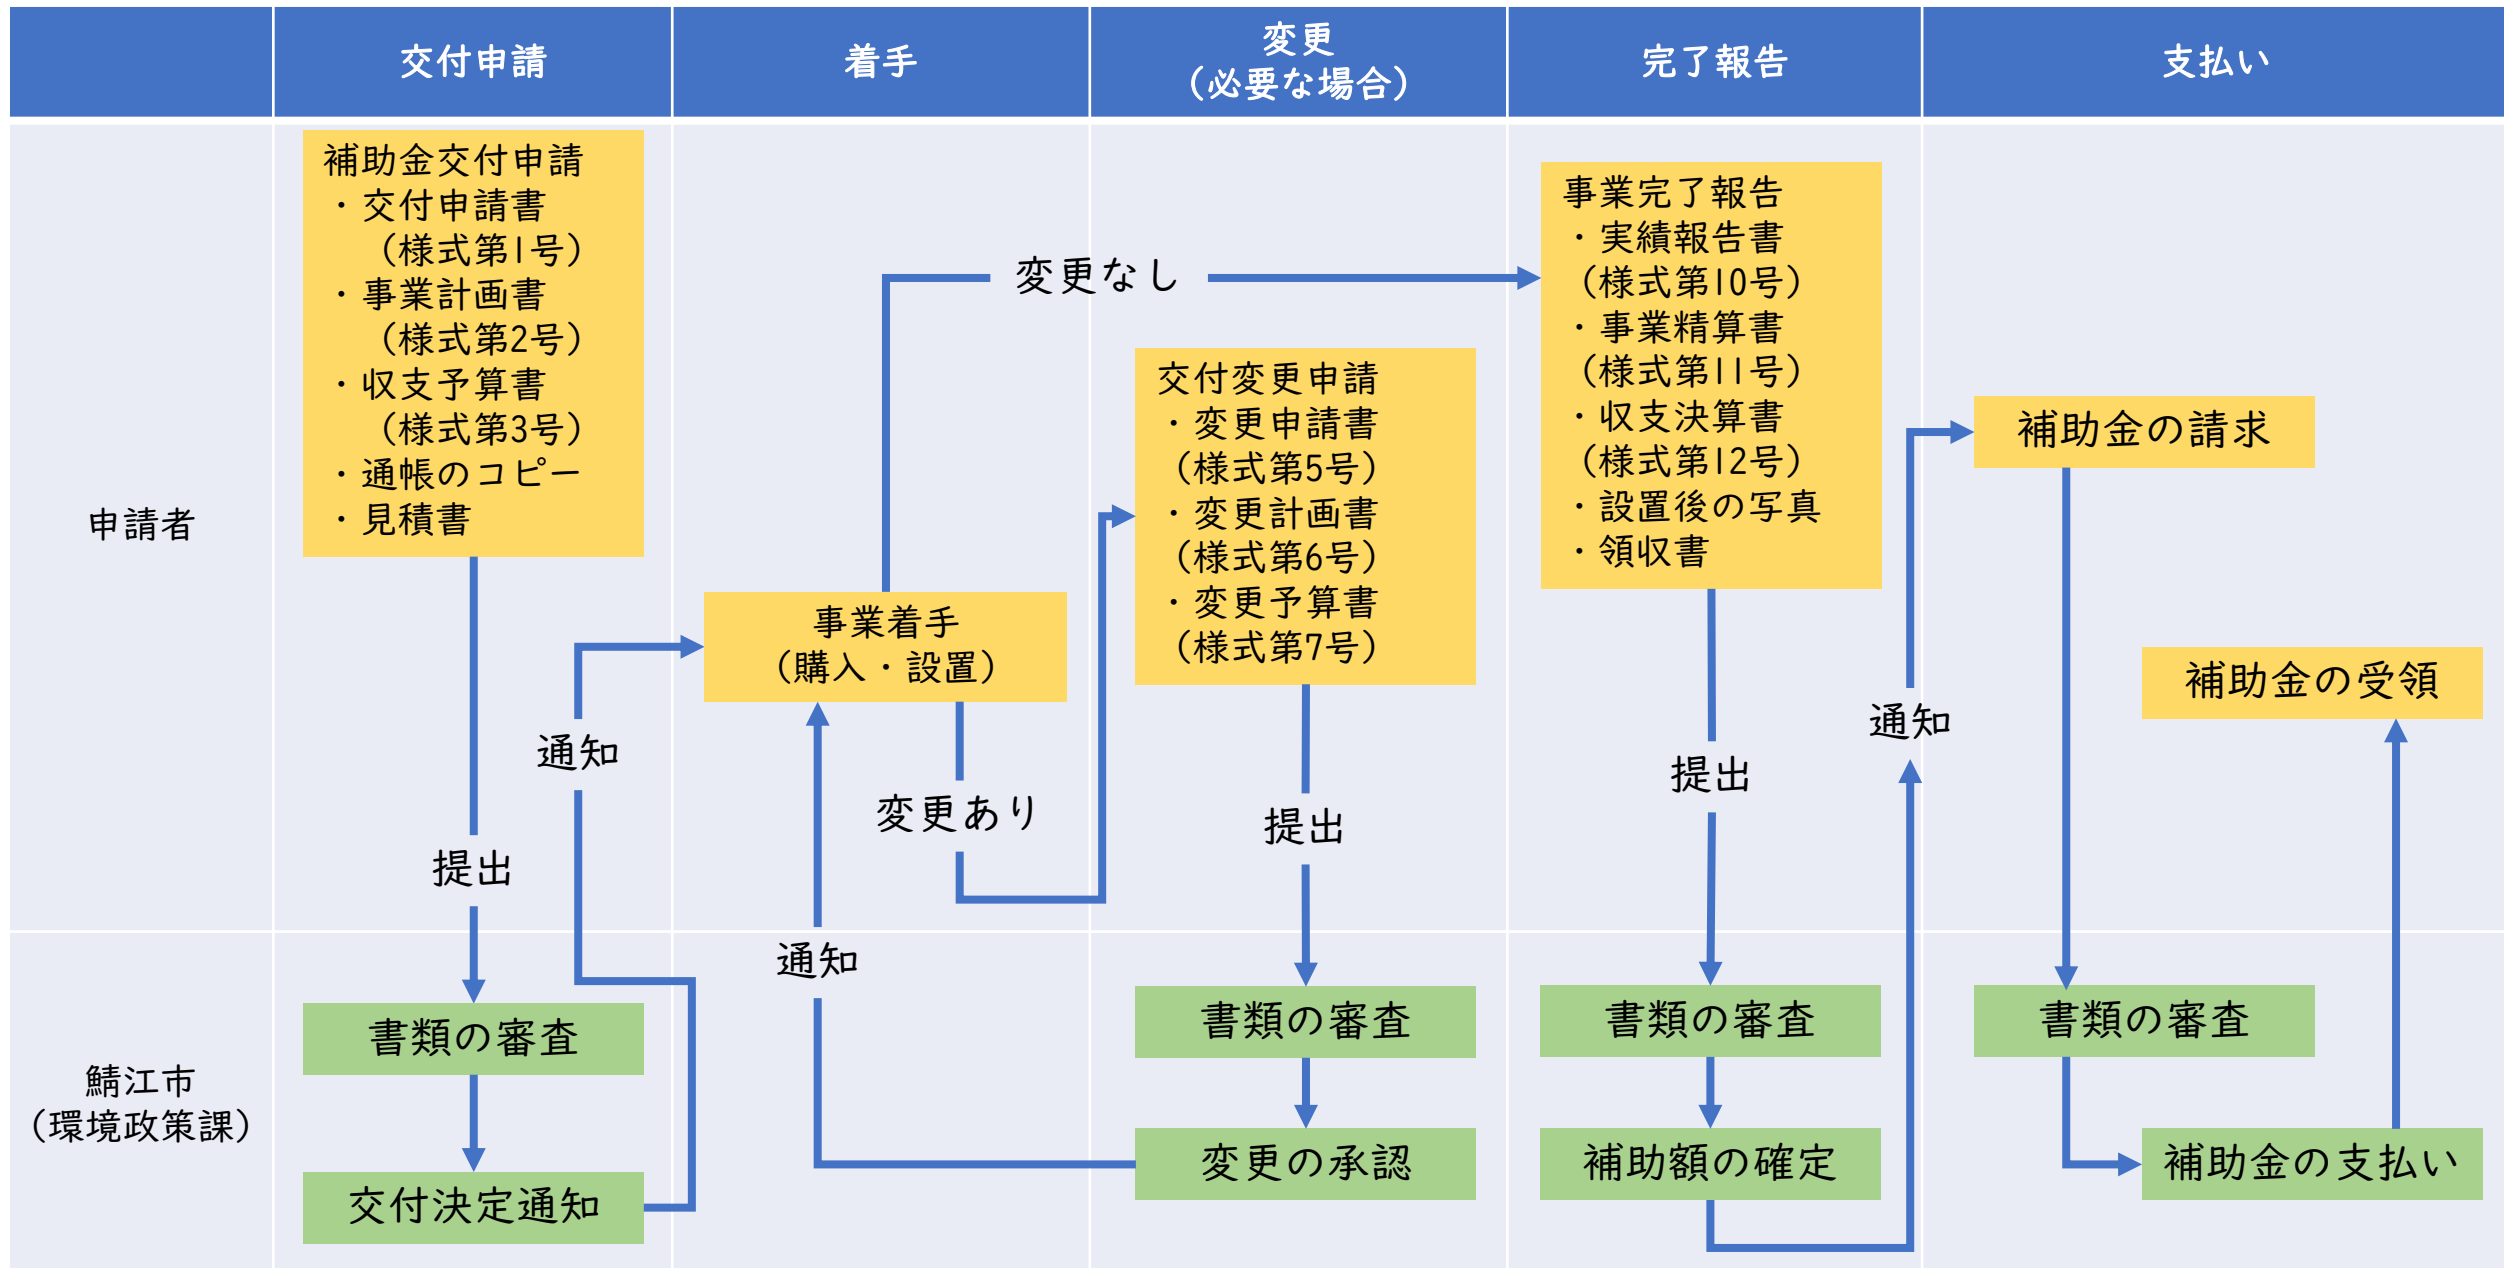 交付申請
着手
変更
（必要な場合）
完了報告
支払い
申請者
補助金交付申請
・交付申請書
（様式第1号）
・事業計画書
（様式第2号）
・収支予算書
（様式第3号）
・通帳のコピー
・見積書
提出
通知
事業着手
（購入・設置）
変更なし
変更あり
通知
交付変更申請
・変更申請書
（様式第5号）
・変更計画書
（様式第6号）
・変更予算書
（様式第7号）
提出
事業完了報告
・実績報告書
（様式第10号）
・事業精算書
（様式第11号）
・収支決算書
（様式第12号）
・設置後の写真
・領収書
提出
通知
補助金の請求
補助金の受領
鯖江市
（環境政策課）
書類の審査
交付決定通知
書類の審査
変更の承認
書類の審査
補助額の確定
書類の審査
補助金の支払い